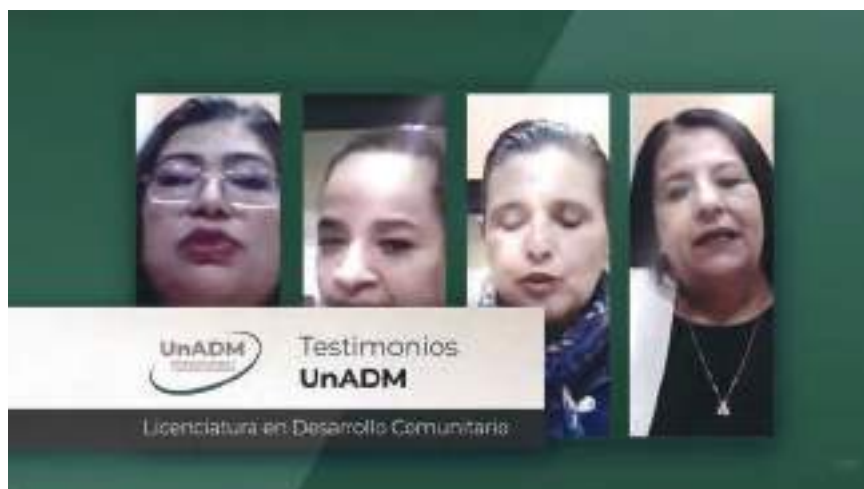 UnADM
Testimonios
UnADM
Licenciatura en Desarrollo Comunitario